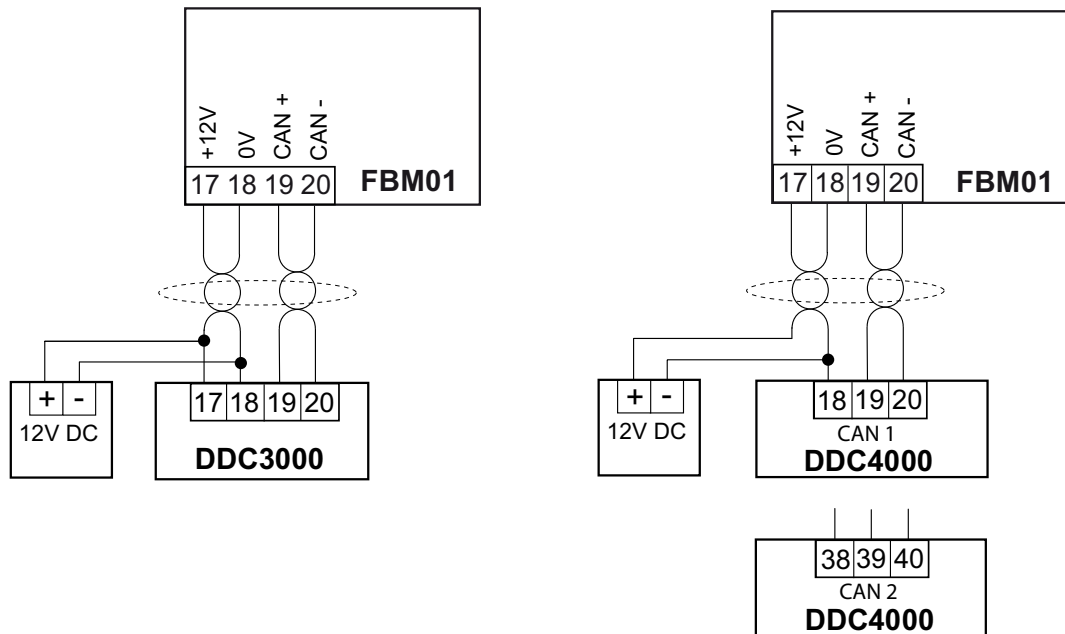 +12V 0V CAN + CAN -
17 18 19 20 FBM01
+ -
12V DC
17 18 19 20
DDC3000
+12V 0V CAN + CAN -
17 18 19 20 FBM01
+ -
12V DC
18 19 20
CAN 1
DDC4000
38 39 40
CAN 2
DDC4000